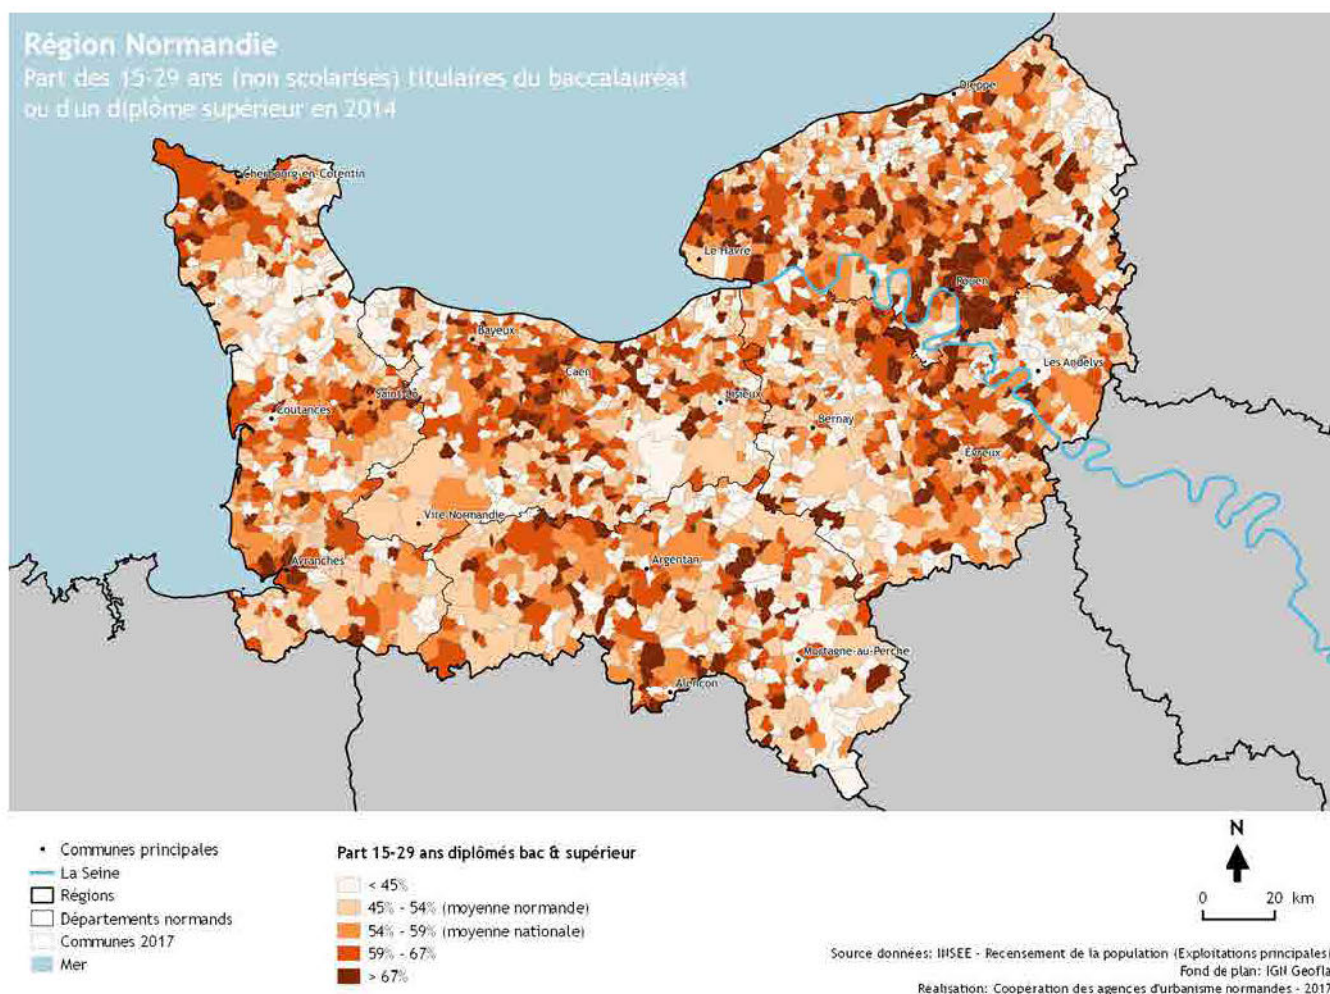 Région Normandie
Part des 15-29 ans (non scolarisés) titulaires du baccalauréat
ou d'un diplôme supérieur en 2014
Dieppe
Cherbourg-en-Cotentin
Le Havre
Rouen
Bayeux
Les Andelys
Caen
Saint-Lô
Lisieux
Coutances
Bernay
Évreux
Vire Normandie
Avranches
Argentan
Mortagne-au-Perche
Alençon
Communes principales
La Seine
Régions
Départements normands
Communes 2017
Mer
Part 15-29 ans diplômés bac & supérieur
< 45%
45% - 54% (moyenne normande)
54% - 59% (moyenne nationale)
59% - 67%
> 67%
N
0 20 km
Source données: INSEE - Recensement de la population (Exploitations principales)
Fond de plan: IGN Geofla
Réalisation: Coopération des agences d'urbanisme normandes - 2017